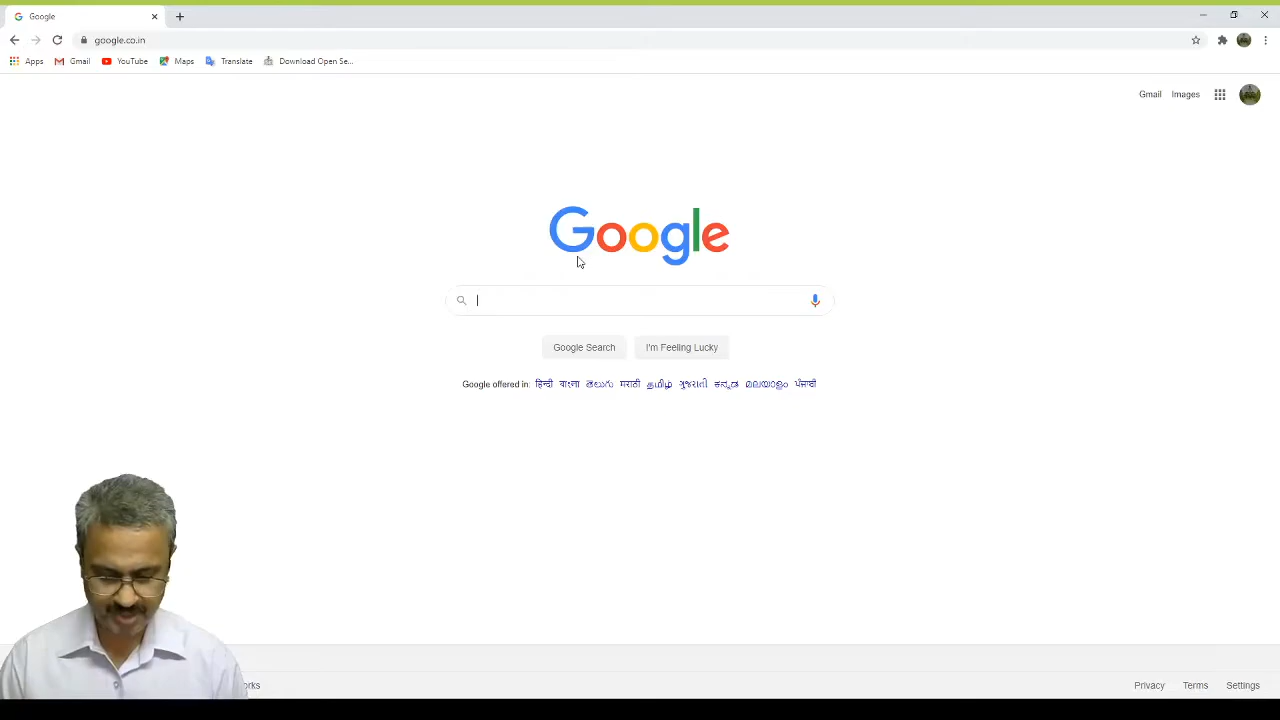 Google
google.co.in
Apps Gmail YouTube Maps Translate Download Open Se...
Gmail Images
Google
Google Search I'm Feeling Lucky
Google offered in: हिन्दी বাংলা తెలుగు मराठी தமிழ் ગુજરાતી ಕನ್ನಡ മലയാളം ਪੰਜਾਬੀ
orks Privacy Terms Settings